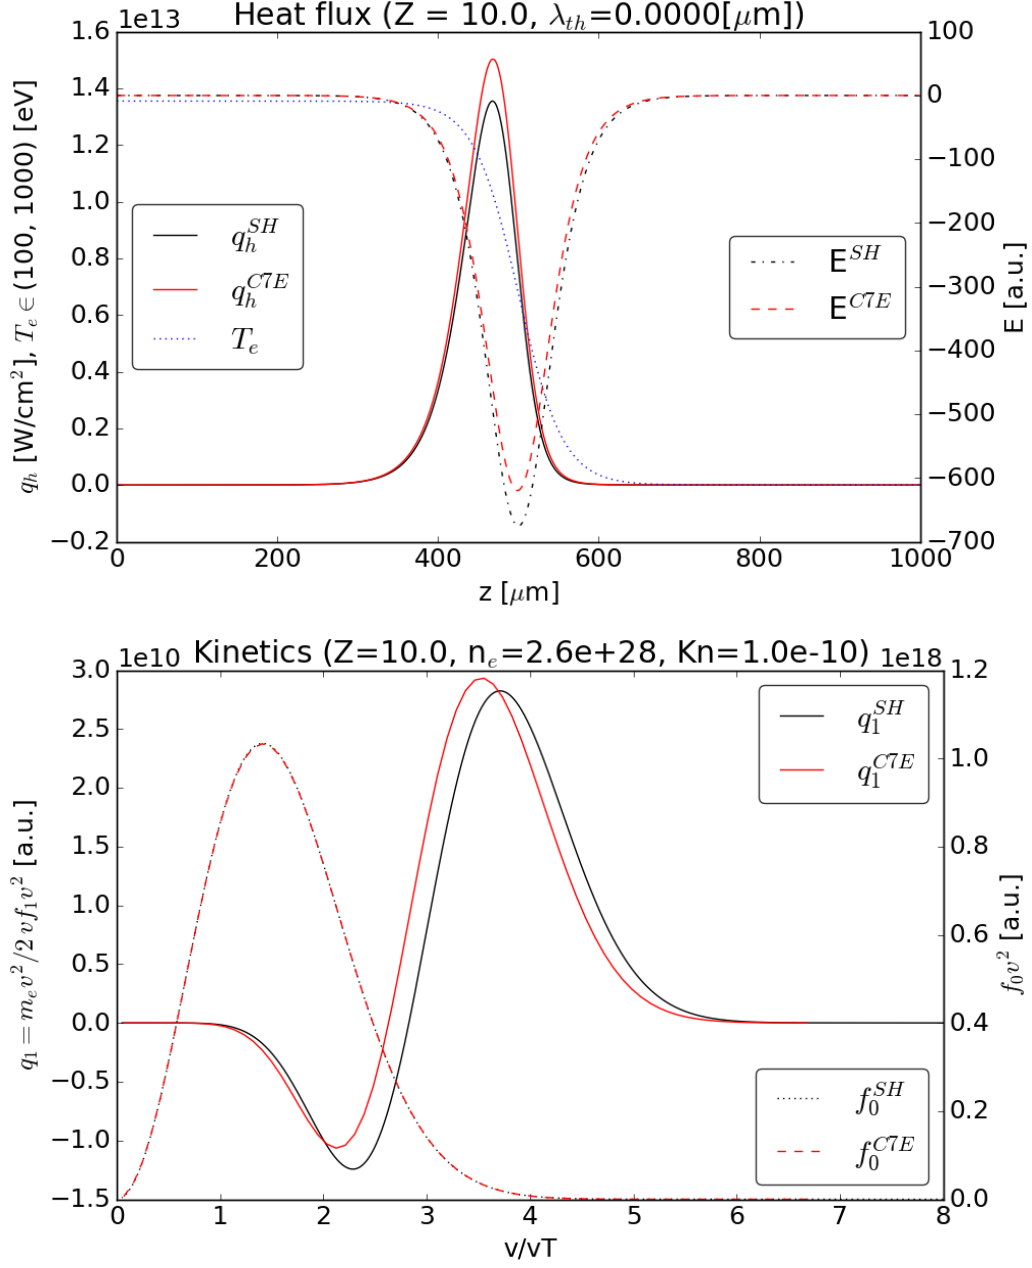 1e13 Heat flux (Z = 10.0, λ_th=0.0000[μm])
1.6
1.4
1.2
1.0
0.8
0.6
0.4
0.2
0.0
−0.2
q_h [W/cm²], T_e ∈ (100, 1000) [eV]
q_h^SH
q_h^C7E
T_e
E^SH
E^C7E
100
0
−100
−200
−300
−400
−500
−600
−700
E [a.u.]
0 200 400 600 800 1000
z [μm]
1e10 Kinetics (Z=10.0, n_e=2.6e+28, Kn=1.0e-10) 1e18
3.0
2.5
2.0
1.5
1.0
0.5
0.0
−0.5
−1.0
−1.5
q_1 = m_e v²/2 v f_1 v² [a.u.]
q_1^SH
q_1^C7E
f_0^SH
f_0^C7E
1.2
1.0
0.8
0.6
0.4
0.2
0.0
f_0 v² [a.u.]
0 1 2 3 4 5 6 7 8
v/vT